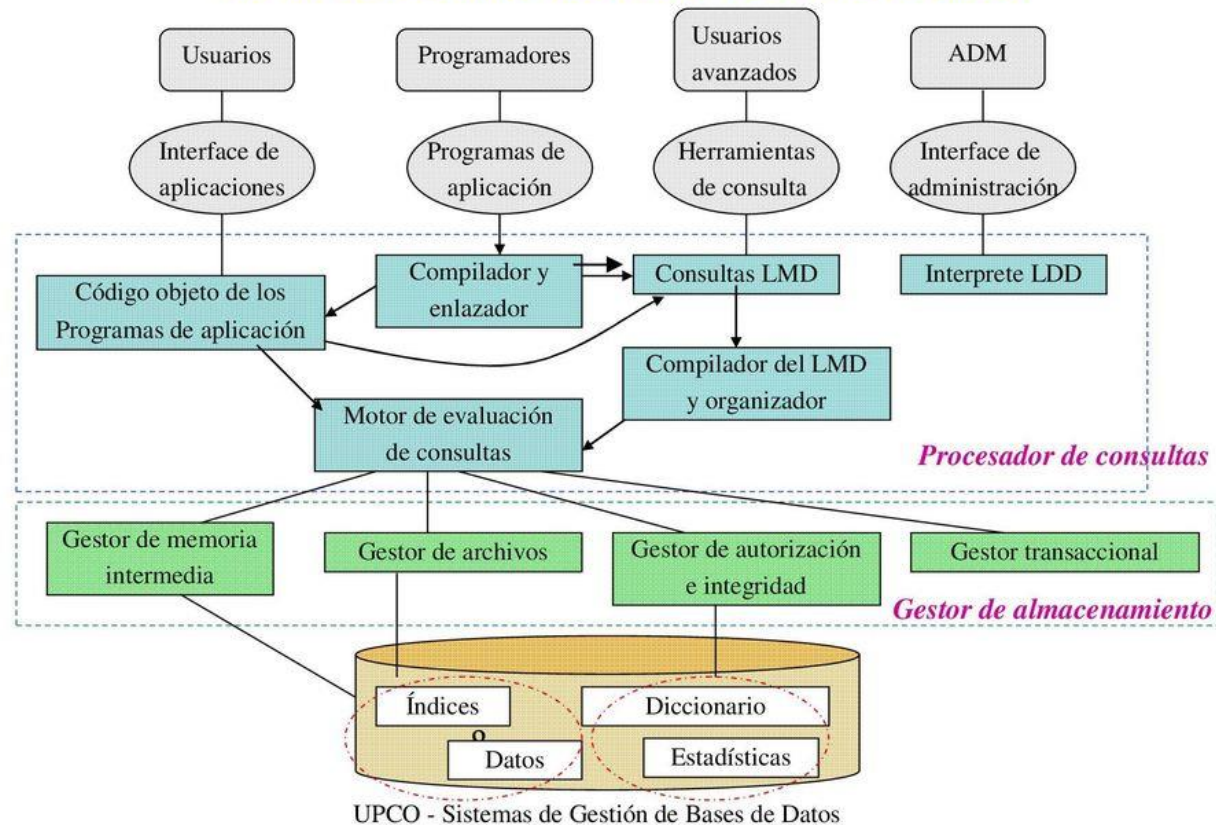 Usuarios
Programadores
Usuarios
avanzados
ADM
Interface de
aplicaciones
Programas de
aplicación
Herramientas
de consulta
Interface de
administración
Código objeto de los
Programas de aplicación
Compilador y
enlazador
Consultas LMD
Interprete LDD
Compilador del LMD
y organizador
Motor de evaluación
de consultas
Procesador de consultas
Gestor de memoria
intermedia
Gestor de archivos
Gestor de autorización
e integridad
Gestor transaccional
Gestor de almacenamiento
Índices
Datos
Diccionario
Estadísticas
UPCO - Sistemas de Gestión de Bases de Datos